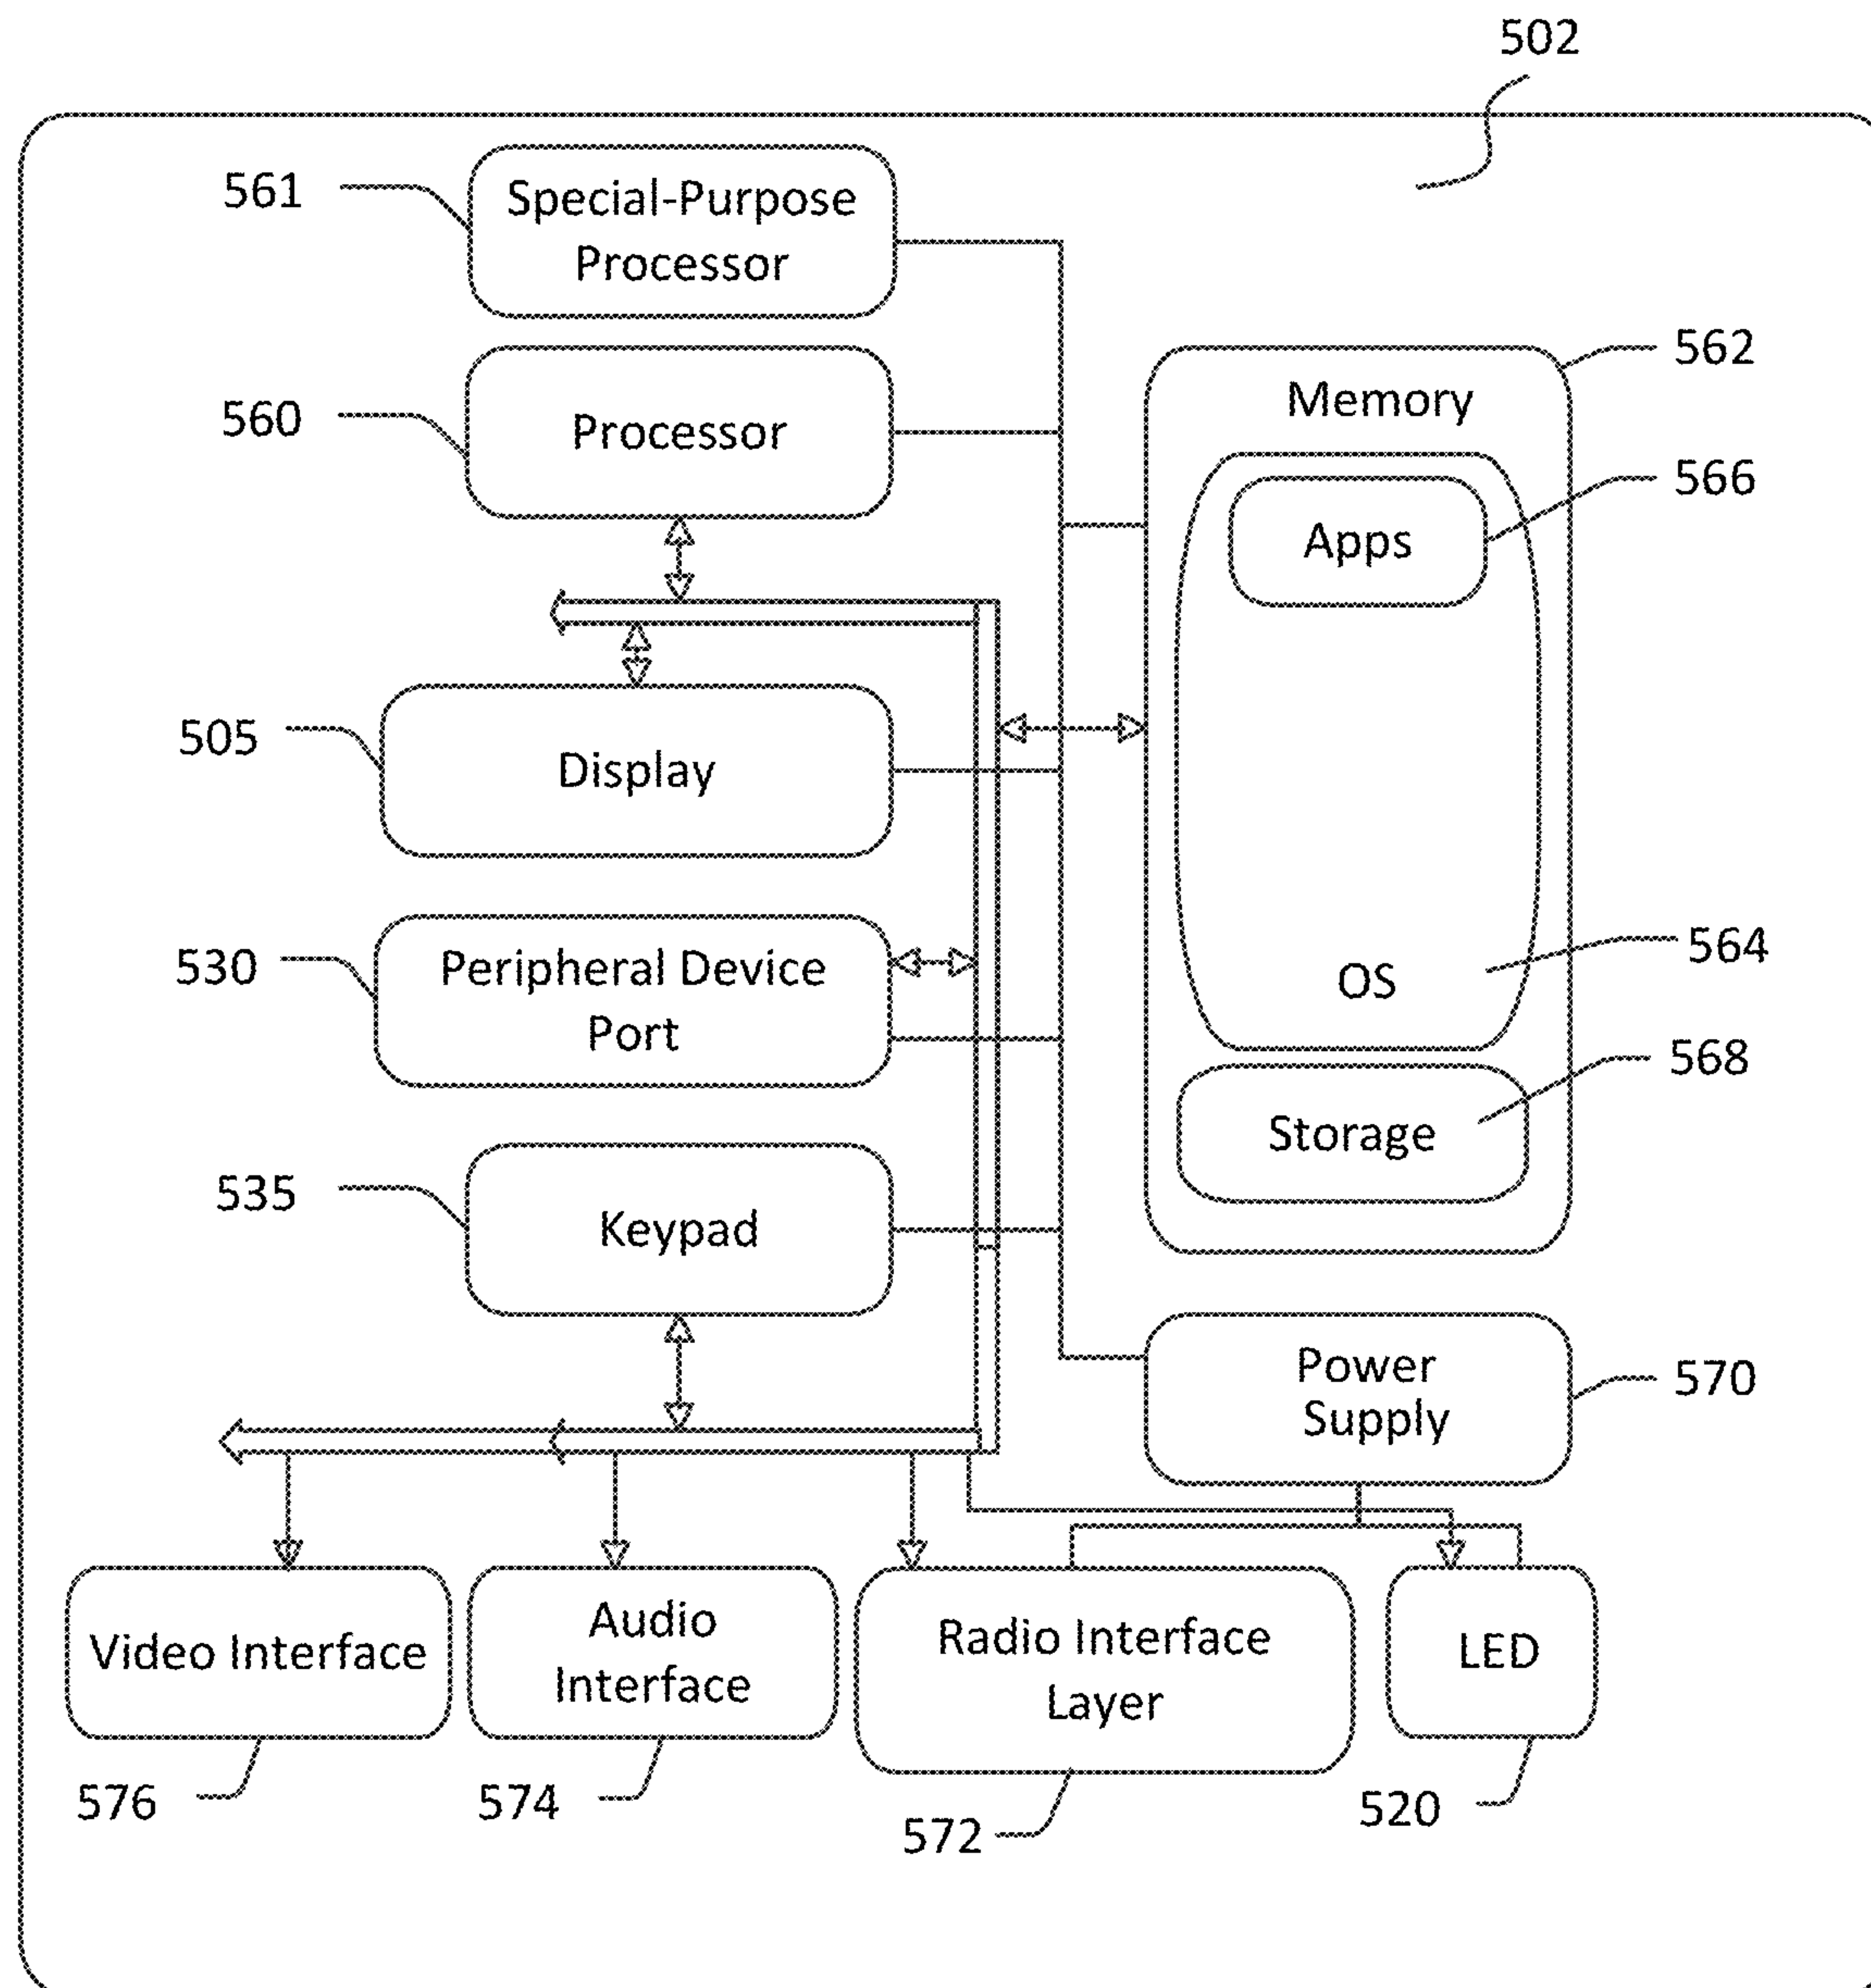 502
561
Special-Purpose
Processor
562
Memory
560
Processor
566
Apps
505
Display
530
Peripheral Device
Port
564
OS
568
Storage
535
Keypad
Power
Supply
570
Video Interface
Audio
Interface
Radio Interface
Layer
LED
576
574
572
520